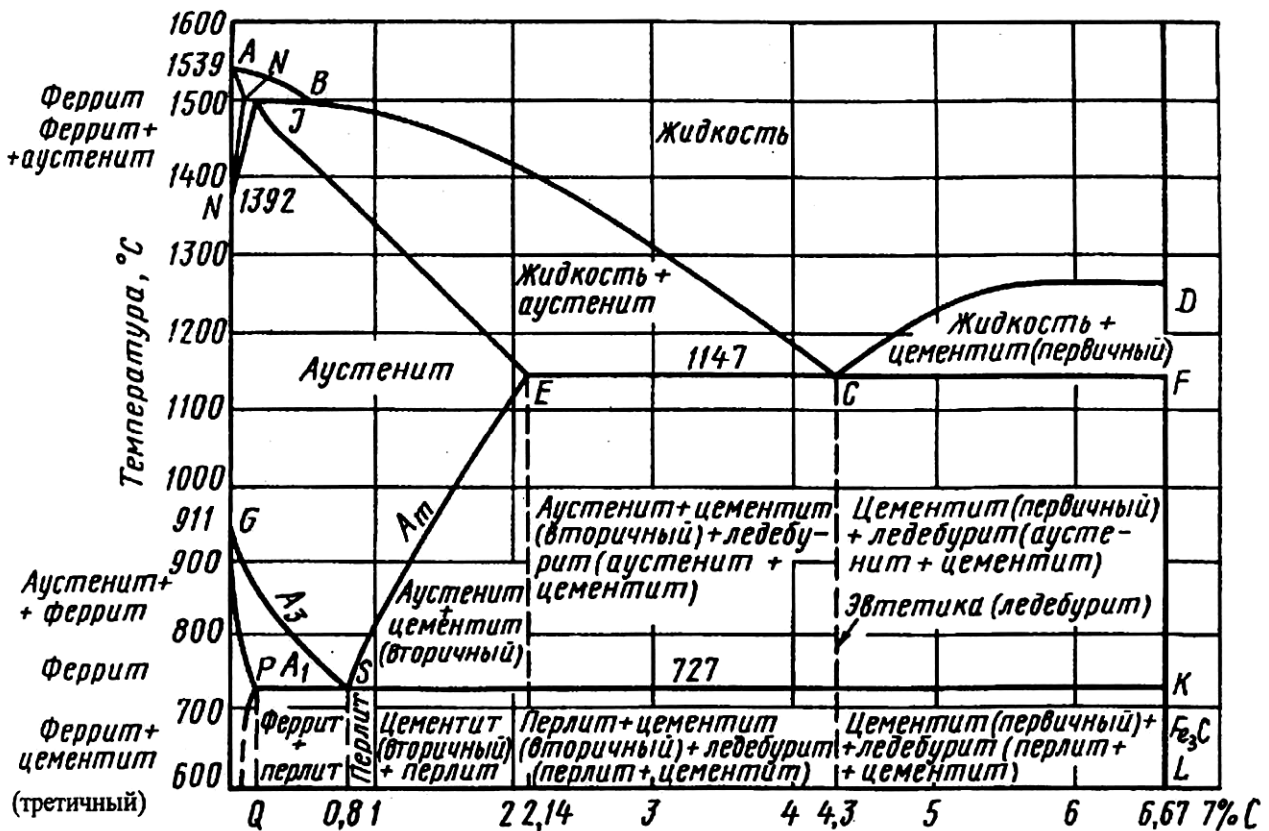 1600
1539
A
N
B
1500
J
Феррит
Феррит+
+аустенит
Жидкость
1400
N
1392
1300
Температура, °C
Жидкость +
аустенит
D
1200
Жидкость +
цементит(первичный)
1147
Аустенит
E
C
F
1100
1000
Am
Аустенит+цементит
(вторичный)+ледебу-
рит(аустенит +
цементит)
Цементит(первичный)
+ледебурит(аусте-
нит + цементит)
911
G
900
Аустенит+
+ феррит
A3
Аустенит
+
цементит
(вторичный)
Эвтетика (ледебурит)
800
Феррит
P
A1
S
727
K
700
Феррит+
цементит
(третичный)
Феррит
+
перлит
Перлит
Цементит
(вторичный)
+ перлит
Перлит+цементит
(вторичный)+ледебурит
(перлит+цементит)
Цементит(первичный)+
+ледебурит (перлит+
+ цементит)
Fe₃C
L
600
Q
0,8
1
2
2,14
3
4
4,3
5
6
6,67
7% C